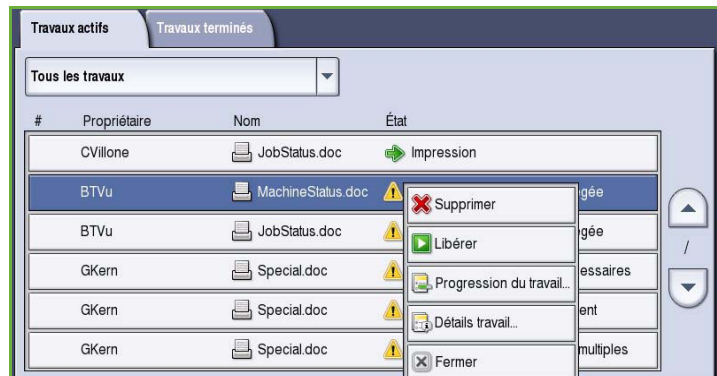 Travaux actifs Travaux terminés
Tous les travaux
# Propriétaire Nom État
CVillone JobStatus.doc Impression
BTVu MachineStatus.doc gée
Supprimer
BTVu JobStatus.doc gée
Libérer
GKern Special.doc essaires
Progression du travail...
GKern Special.doc ent
Détails travail...
GKern Special.doc multiples
Fermer
/